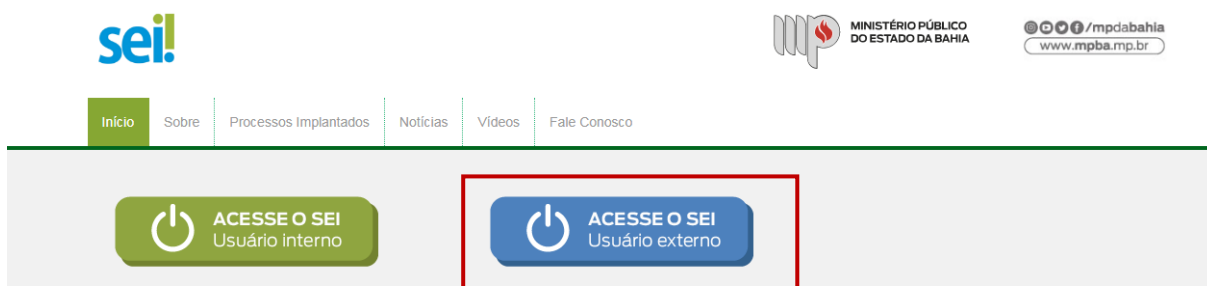 sei!
MINISTÉRIO PÚBLICO
DO ESTADO DA BAHIA
/mpdabahia
www.mpba.mp.br
Início
Sobre
Processos Implantados
Notícias
Vídeos
Fale Conosco
ACESSE O SEI
Usuário interno
ACESSE O SEI
Usuário externo